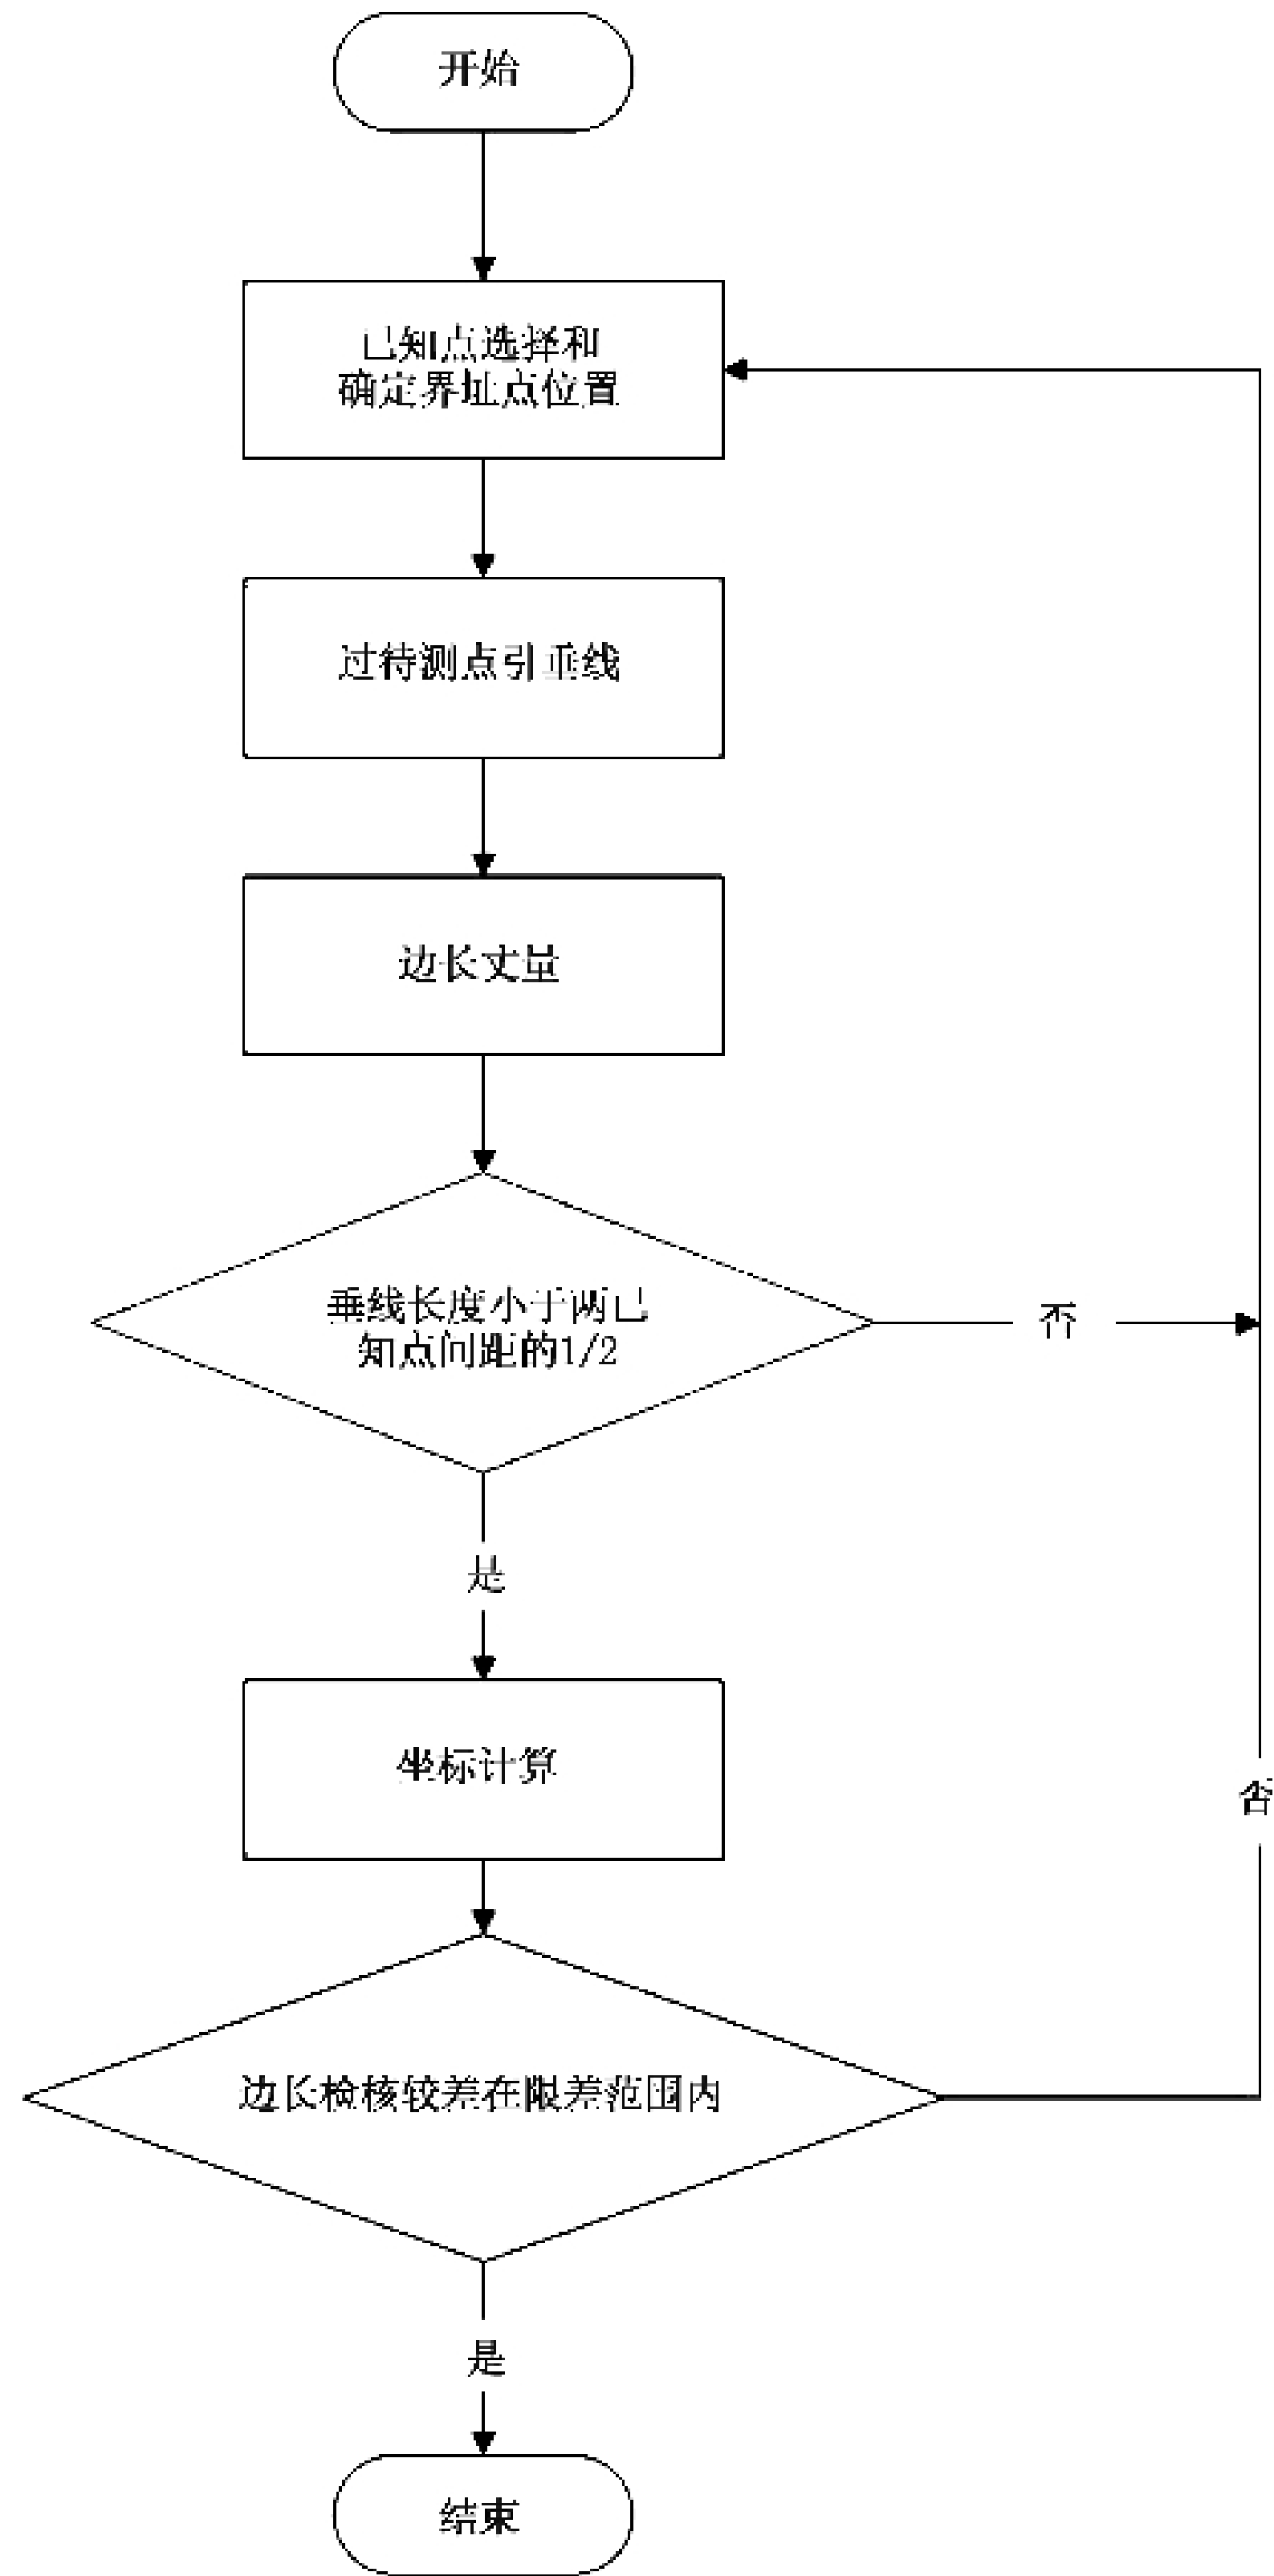 开始
已知点选择和
确定界址点位置
过待测点引垂线
边长丈量
垂线长度小于两已
知点间距的1/2
否
是
坐标计算
否
边长检核较差在限差范围内
是
结束